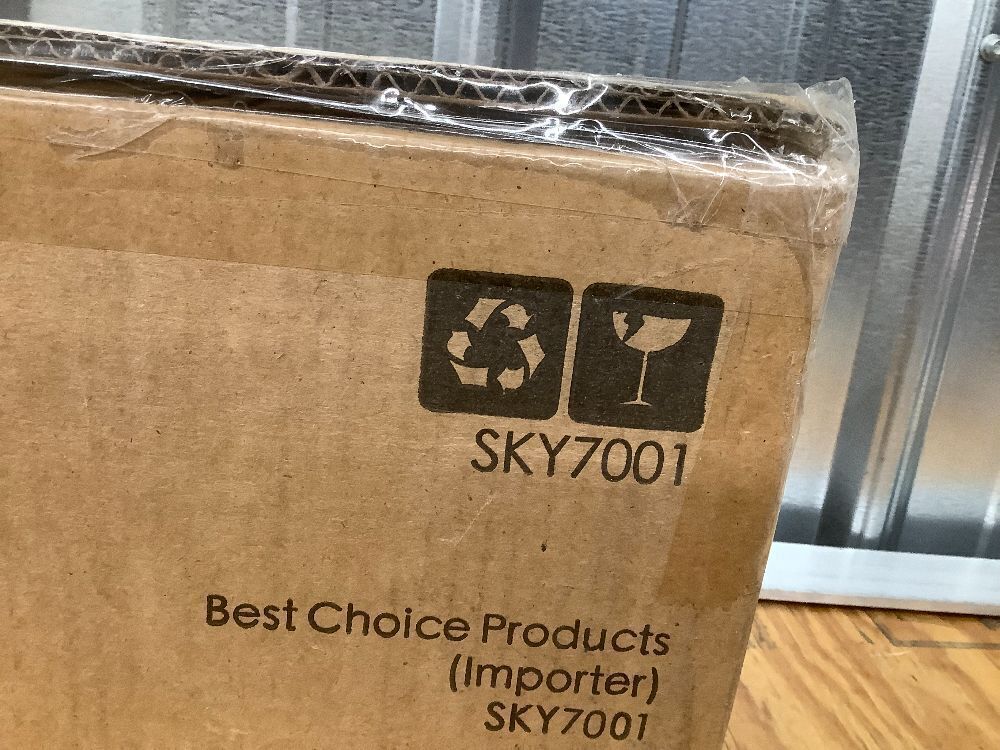 SKY7001
Best Choice Products
(Importer)
SKY7001